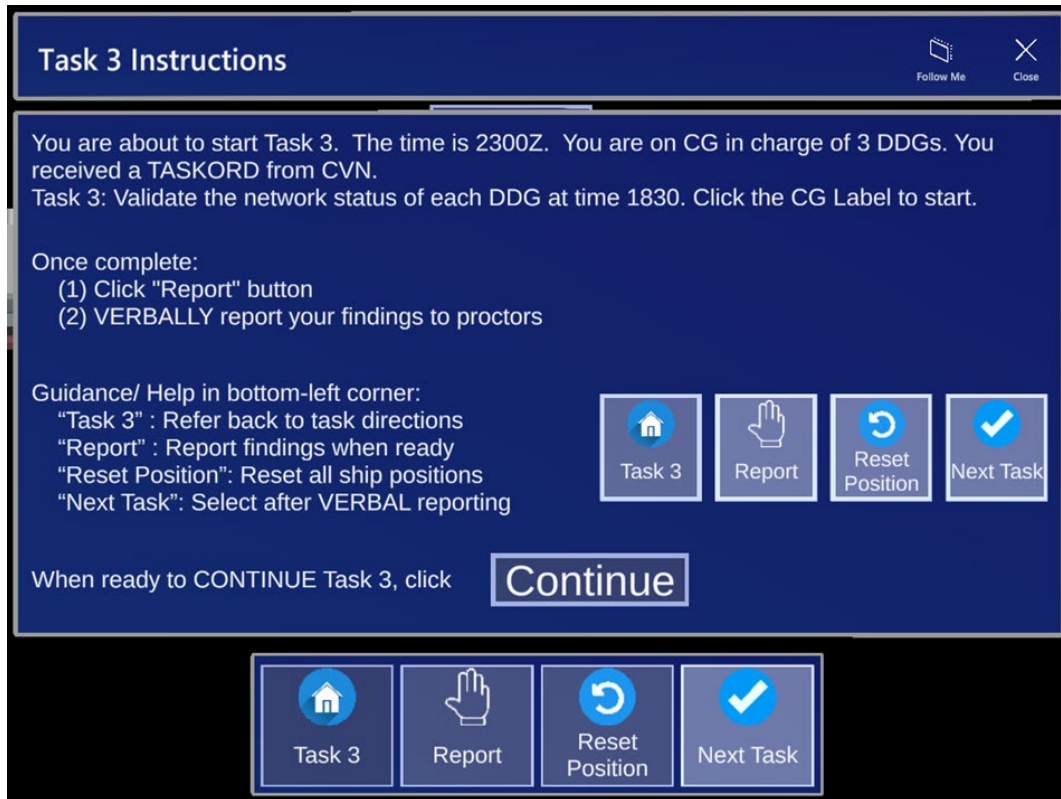 Task 3 Instructions
Follow Me
Close
You are about to start Task 3.  The time is 2300Z.  You are on CG in charge of 3 DDGs. You
received a TASKORD from CVN.
Task 3: Validate the network status of each DDG at time 1830. Click the CG Label to start.
Once complete:
(1) Click "Report" button
(2) VERBALLY report your findings to proctors
Guidance/ Help in bottom-left corner:
“Task 3” : Refer back to task directions
“Report” : Report findings when ready
“Reset Position”: Reset all ship positions
“Next Task”: Select after VERBAL reporting
Task 3
Report
Reset
Position
Next Task
When ready to CONTINUE Task 3, click
Continue
Task 3
Report
Reset
Position
Next Task